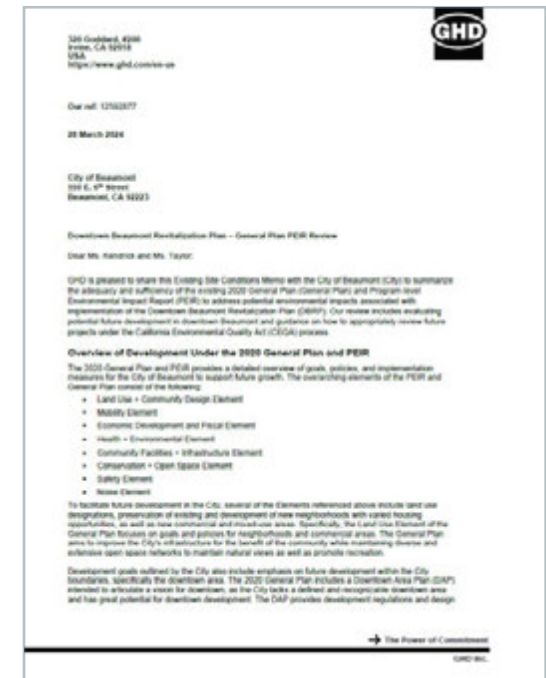 GHD
320 Goddard, #200
Irvine, CA 92618
USA
https://www.ghd.com/en-us
Our ref: 12592877
28 March 2024
City of Beaumont
550 E. 6th Street
Beaumont, CA 92223
Downtown Beaumont Revitalization Plan – General Plan PEIR Review
Dear Ms. Kendrick and Ms. Taylor:
GHD is pleased to share this Existing Site Conditions Memo with the City of Beaumont (City) to summarize
the adequacy and sufficiency of the existing 2020 General Plan (General Plan) and Program level
Environmental Impact Report (PEIR) to address potential environmental impacts associated with
implementation of the Downtown Beaumont Revitalization Plan (DBRP). Our review includes evaluating
potential future development in downtown Beaumont and guidance on how to appropriately review future
projects under the California Environmental Quality Act (CEQA) process.
Overview of Development Under the 2020 General Plan and PEIR
The 2020 General Plan and PEIR provides a detailed overview of goals, policies, and implementation
measures for the City of Beaumont to support future growth. The overarching elements of the PEIR and
General Plan consist of the following:
• Land Use + Community Design Element
• Mobility Element
• Economic Development and Fiscal Element
• Health + Environmental Element
• Community Facilities + Infrastructure Element
• Conservation + Open Space Element
• Safety Element
• Noise Element
To facilitate future development in the City, several of the Elements referenced above include land use
designations, preservation of existing and development of new neighborhoods with varied housing
opportunities, as well as new commercial and mixed-use areas. Specifically, the Land Use Element of the
General Plan focuses on goals and policies for neighborhoods and commercial areas. The General Plan
aims to improve the City's infrastructure for the benefit of the community while maintaining diverse and
extensive open space networks to maintain natural views as well as promote recreation.
Development goals outlined by the City also include emphasis on future development within the City
boundaries, specifically the downtown area. The 2020 General Plan includes a Downtown Area Plan (DAP)
intended to articulate a vision for downtown, as the City lacks a defined and recognizable downtown area
and has great potential for downtown development. The DAP provides development regulations and design
→ The Power of Commitment
GHD Inc.